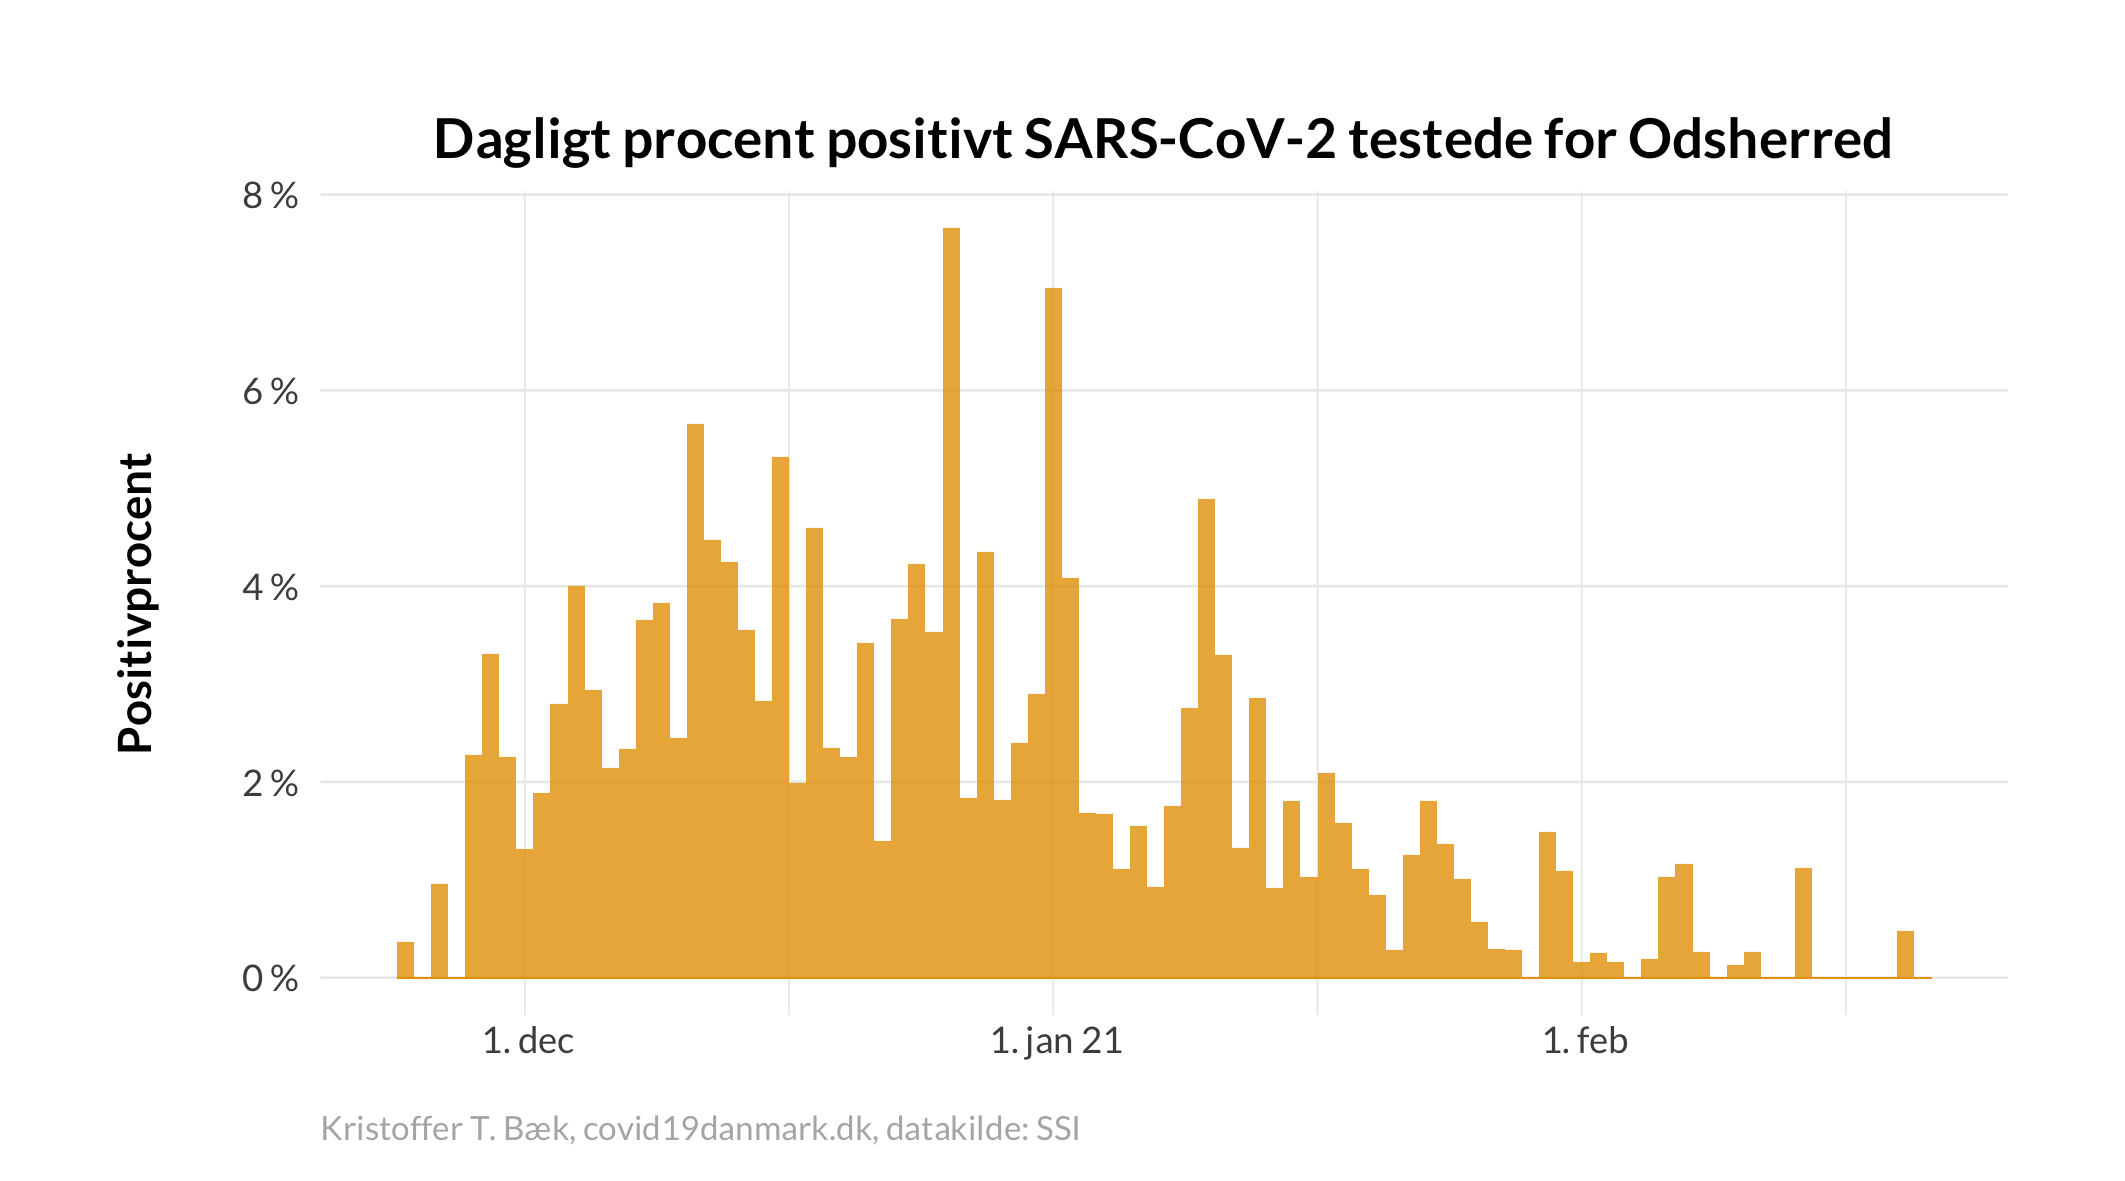 Dagligt procent positivt SARS-CoV-2 testede for Odsherred
8 %
6 %
4 %
2 %
0 %
Positivprocent
1. dec
1. jan 21
1. feb
Kristoffer T. Bæk, covid19danmark.dk, datakilde: SSI